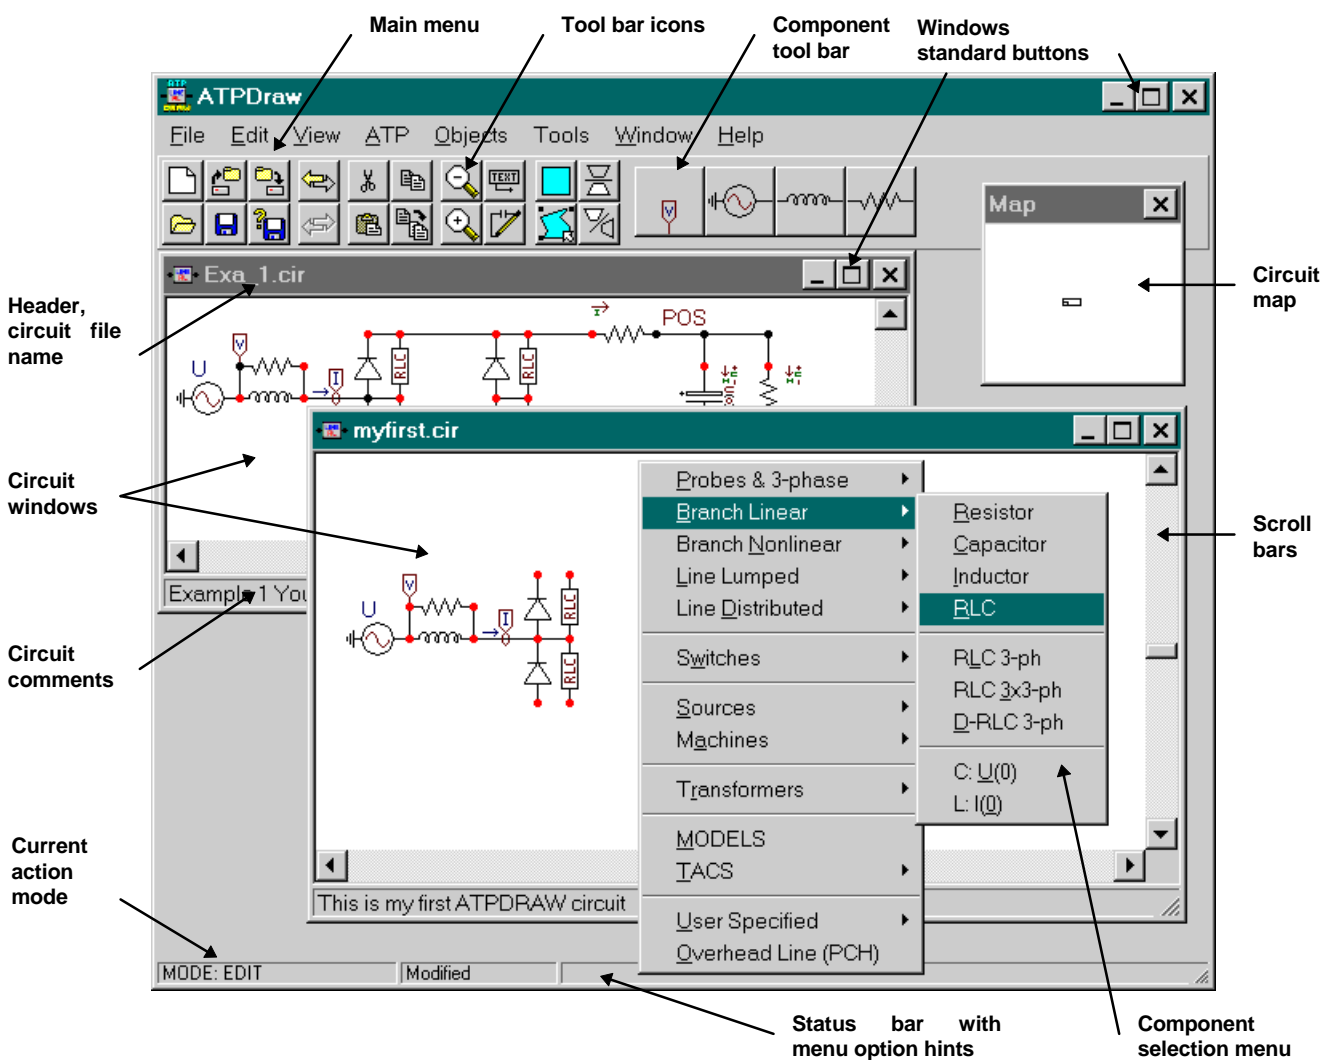 Main menu
Tool bar icons
Component
tool bar
Windows
standard buttons
ATP
ATPDraw
File Edit View ATP Objects Tools Window Help
TEXT
V
Map
Exa_1.cir
Header,
circuit file
name
Circuit
map
POS
V
U
I
RLC
RLC
myfirst.cir
Circuit
windows
Probes & 3-phase
Branch Linear
Branch Nonlinear
Line Lumped
Line Distributed
Switches
Sources
Machines
Transformers
MODELS
TACS
User Specified
Overhead Line (PCH)
Resistor
Capacitor
Inductor
RLC
RLC 3-ph
RLC 3x3-ph
D-RLC 3-ph
C: U(0)
L: I(0)
Scroll
bars
Example 1 You
V
U
I
RLC
RLC
Circuit
comments
Current
action
mode
This is my first ATPDRAW circuit
MODE: EDIT
Modified
Status bar with
menu option hints
Component
selection menu